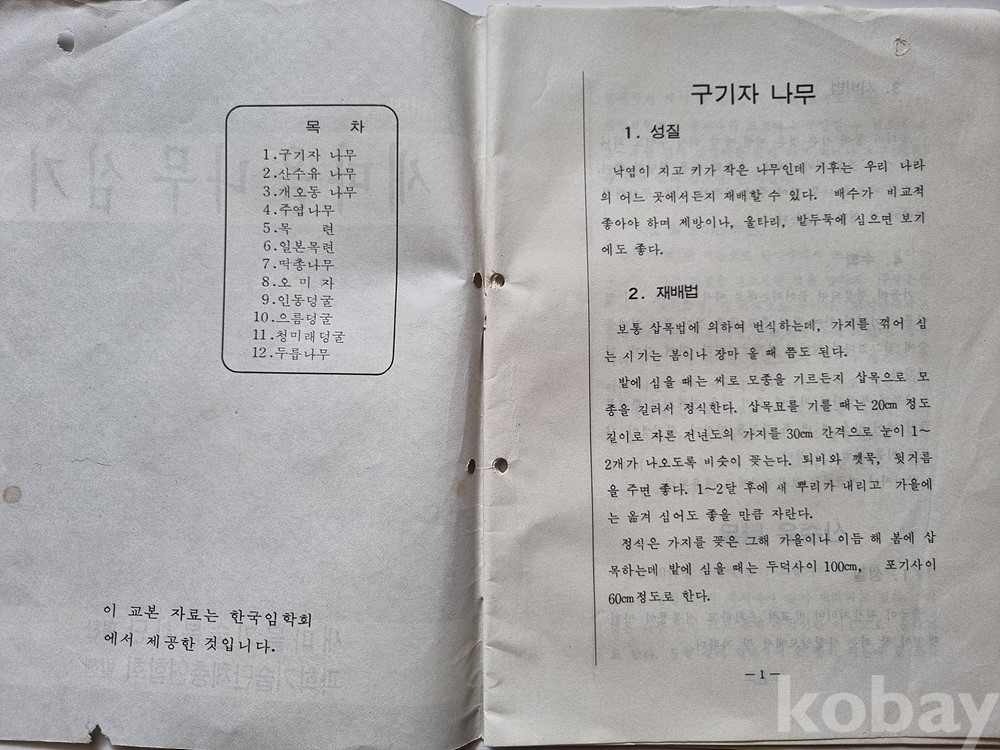 목 차
1.구기자 나무
2.산수유 나무
3.개오동 나무
4.주엽나무
5.목 련
6.일본목련
7.딱총나무
8.오 미 자
9.인동덩굴
10.으름덩굴
11.청미래덩굴
12.두릅나무
이 교본 자료는 한국임학회
에서 제공한 것입니다.
구기자 나무
1. 성질
낙엽이 지고 키가 작은 나무인데 기후는 우리 나라
의 어느 곳에서든지 재배할 수 있다. 배수가 비교적
좋아야 하며 제방이나, 울타리, 밭두둑에 심으면 보기
에도 좋다.
2. 재배법
보통 삽목법에 의하여 번식하는데, 가지를 꺾어 심
는 시기는 봄이나 장마 올 때 쯤도 된다.
밭에 심을 때는 씨로 모종을 기르든지 삽목으로 모
종을 길러서 정식한다. 삽목묘를 기를 때는 20cm 정도
길이로 자른 전년도의 가지를 30cm 간격으로 눈이 1~
2개가 나오도록 비슷이 꽂는다. 퇴비와 깻묵, 뒷거름
을 주면 좋다. 1~2달 후에 새 뿌리가 내리고 가을에
는 옮겨 심어도 좋을 만큼 자란다.
정식은 가지를 꽂은 그해 가을이나 이듬 해 봄에 삽
목하는데 밭에 심을 때는 두덕사이 100cm, 포기사이
60cm정도로 한다.
— 1 —
kobay